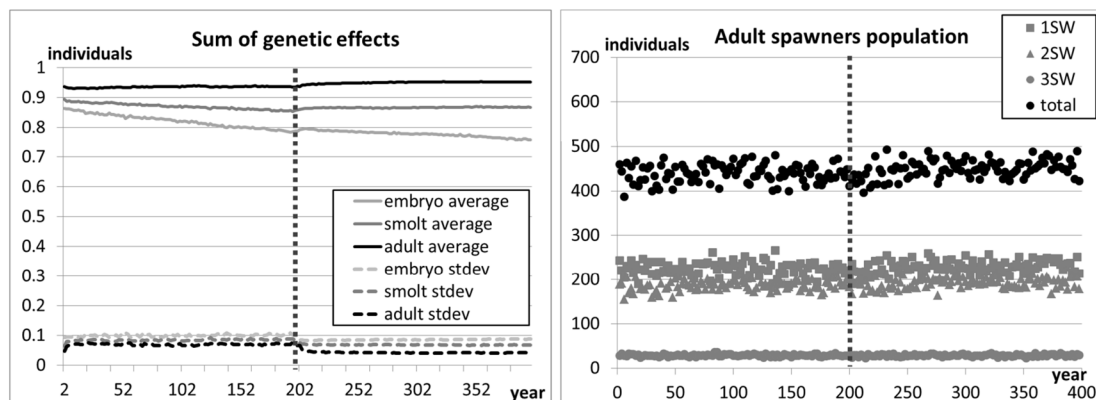 Sum of genetic effects
individuals
1
0.9
0.8
0.7
0.6
0.5
0.4
0.3
0.2
0.1
0
embryo average
smolt average
adult average
embryo stdev
smolt stdev
adult stdev
2 52 102 152 202 252 302 352 year
Adult spawners population
individuals
700
600
500
400
300
200
100
0
1SW
2SW
3SW
total
0 50 100 150 200 250 300 350 400
year